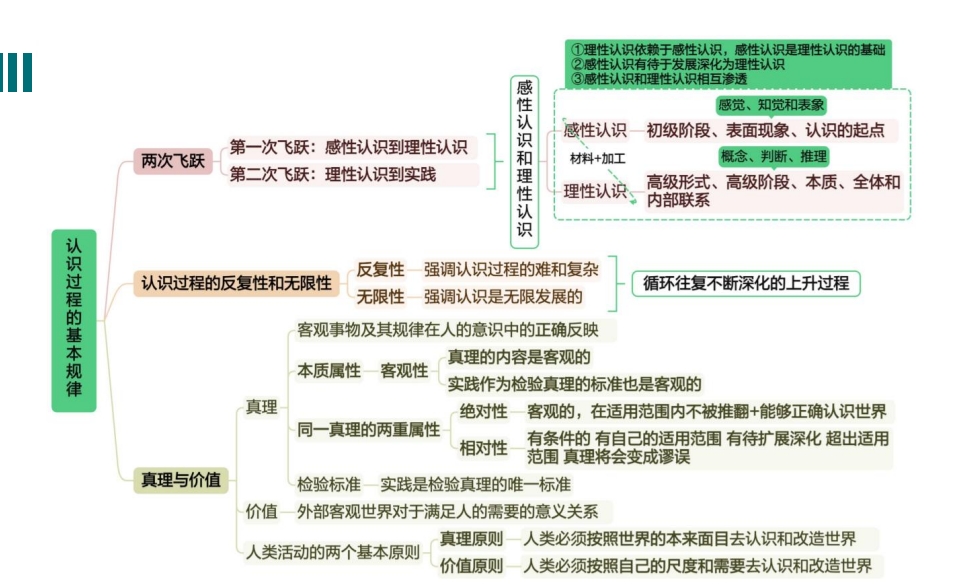 认识过程的基本规律
两次飞跃
第一次飞跃：感性认识到理性认识
第二次飞跃：理性认识到实践
感性认识和理性认识
①理性认识依赖于感性认识，感性认识是理性认识的基础
②感性认识有待于发展深化为理性认识
③感性认识和理性认识相互渗透
感觉、知觉和表象
感性认识
初级阶段、表面现象、认识的起点
材料+加工
概念、判断、推理
理性认识
高级形式、高级阶段、本质、全体和
内部联系
认识过程的反复性和无限性
反复性
强调认识过程的难和复杂
无限性
强调认识是无限发展的
循环往复不断深化的上升过程
真理与价值
真理
客观事物及其规律在人的意识中的正确反映
本质属性
客观性
真理的内容是客观的
实践作为检验真理的标准也是客观的
同一真理的两重属性
绝对性
客观的，在适用范围内不被推翻+能够正确认识世界
相对性
有条件的 有自己的适用范围 有待扩展深化 超出适用
范围 真理将会变成谬误
检验标准
实践是检验真理的唯一标准
价值
外部客观世界对于满足人的需要的意义关系
人类活动的两个基本原则
真理原则
人类必须按照世界的本来面目去认识和改造世界
价值原则
人类必须按照自己的尺度和需要去认识和改造世界